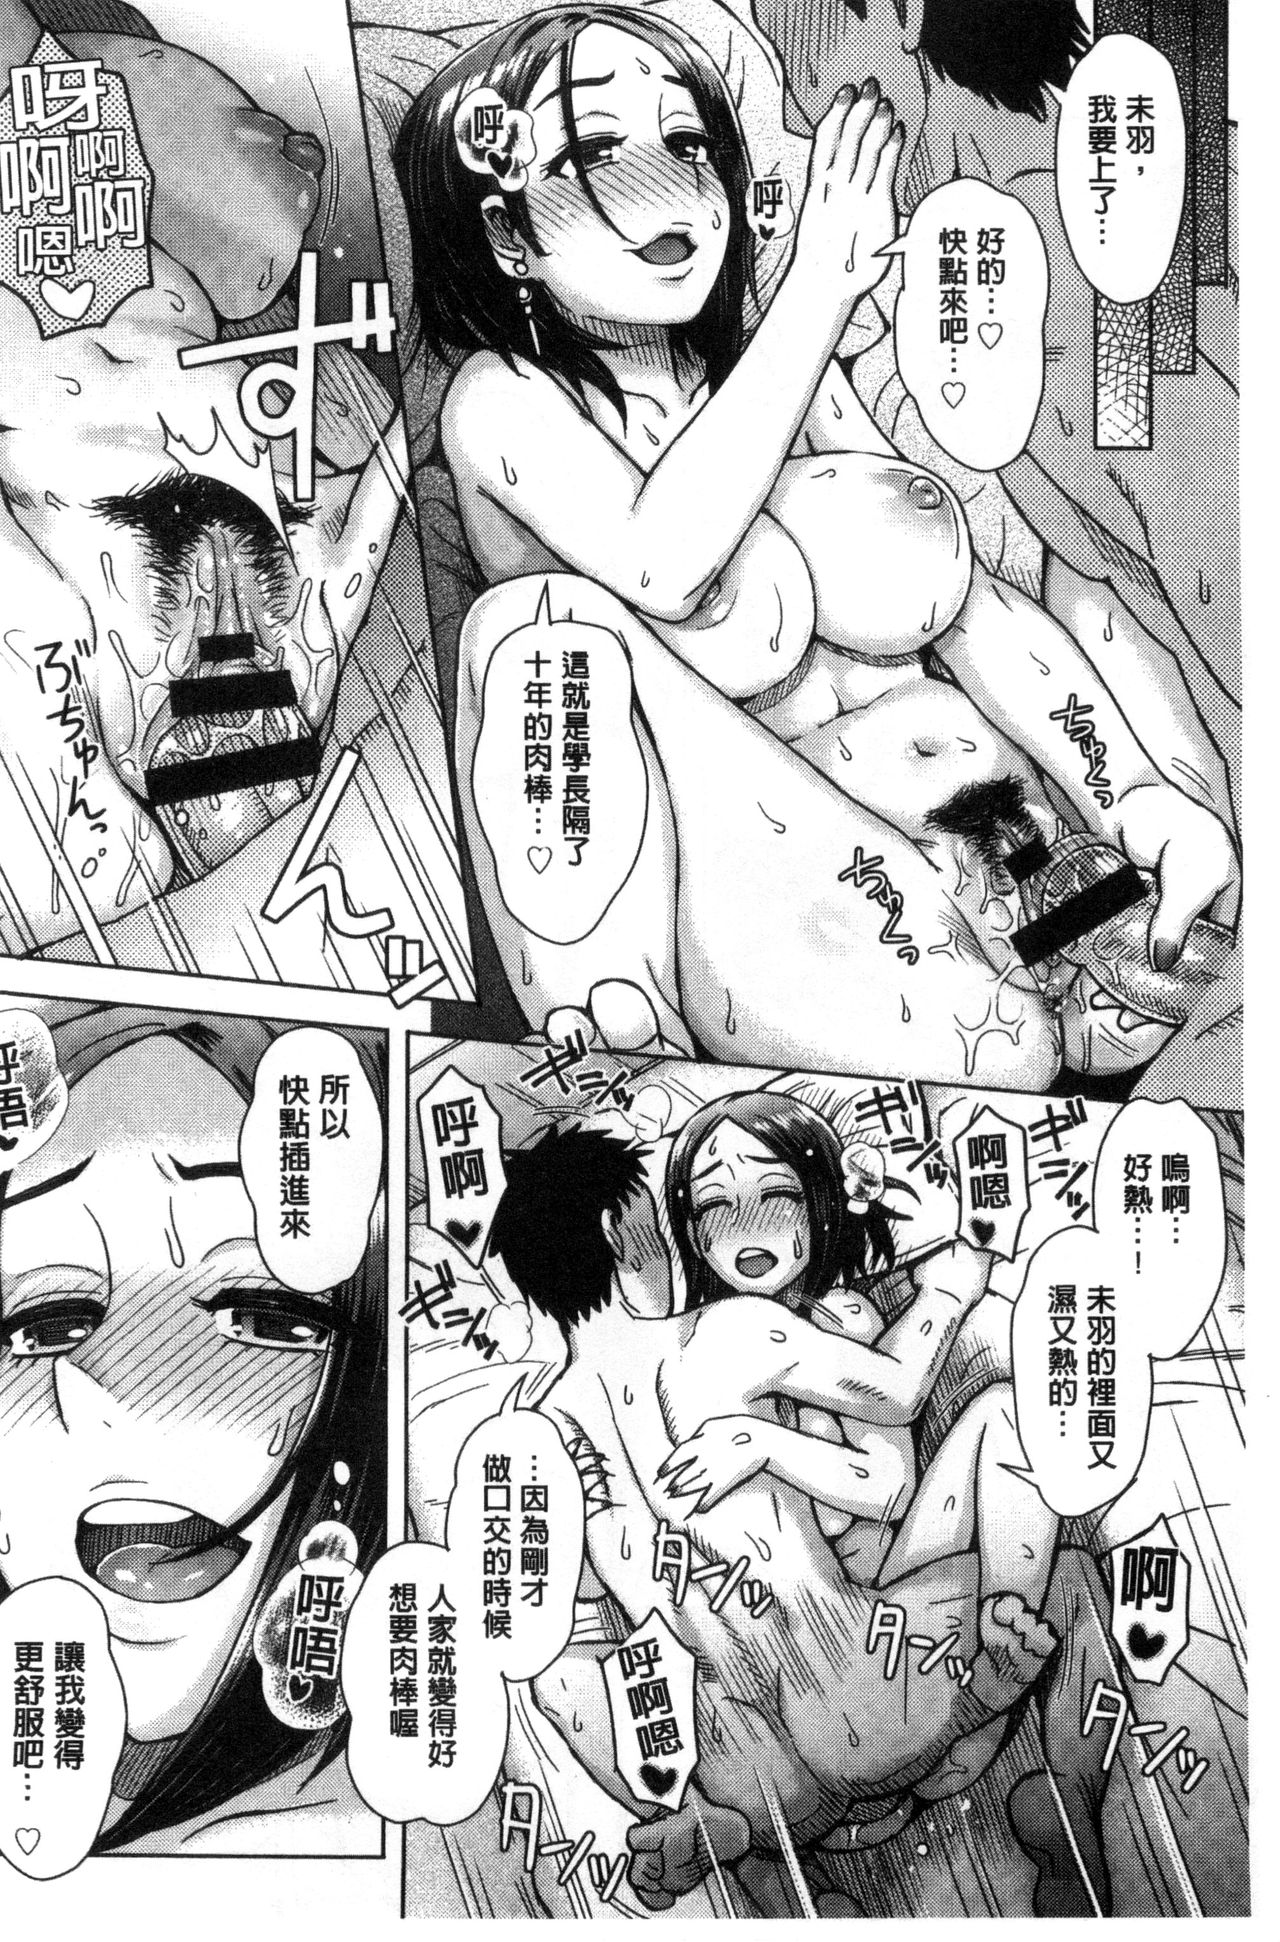 未羽，
我要上了…
好的…♡
快點來吧…♡
呼♥
呼♥
這就是學長隔了
十年的肉棒…♡
ちゅくっ
ちゅくっ
呀
啊啊
啊啊
嗯♡
ずんッ
ぶちゅんっ
嗚啊…
好熱…！
未羽的裡面又
濕又熱的…
啊嗯♥
呼啊♥
ギシッ
ギシッ
ギシッ
…因為剛才
做口交的時候
人家就變得好
想要肉棒喔
啊♥
呼啊嗯♥
タンッ
タンッ
タンッ
タンッ
所以
快點插進來
呼唔♥
呼唔♥
讓我變得
更舒服吧…♡